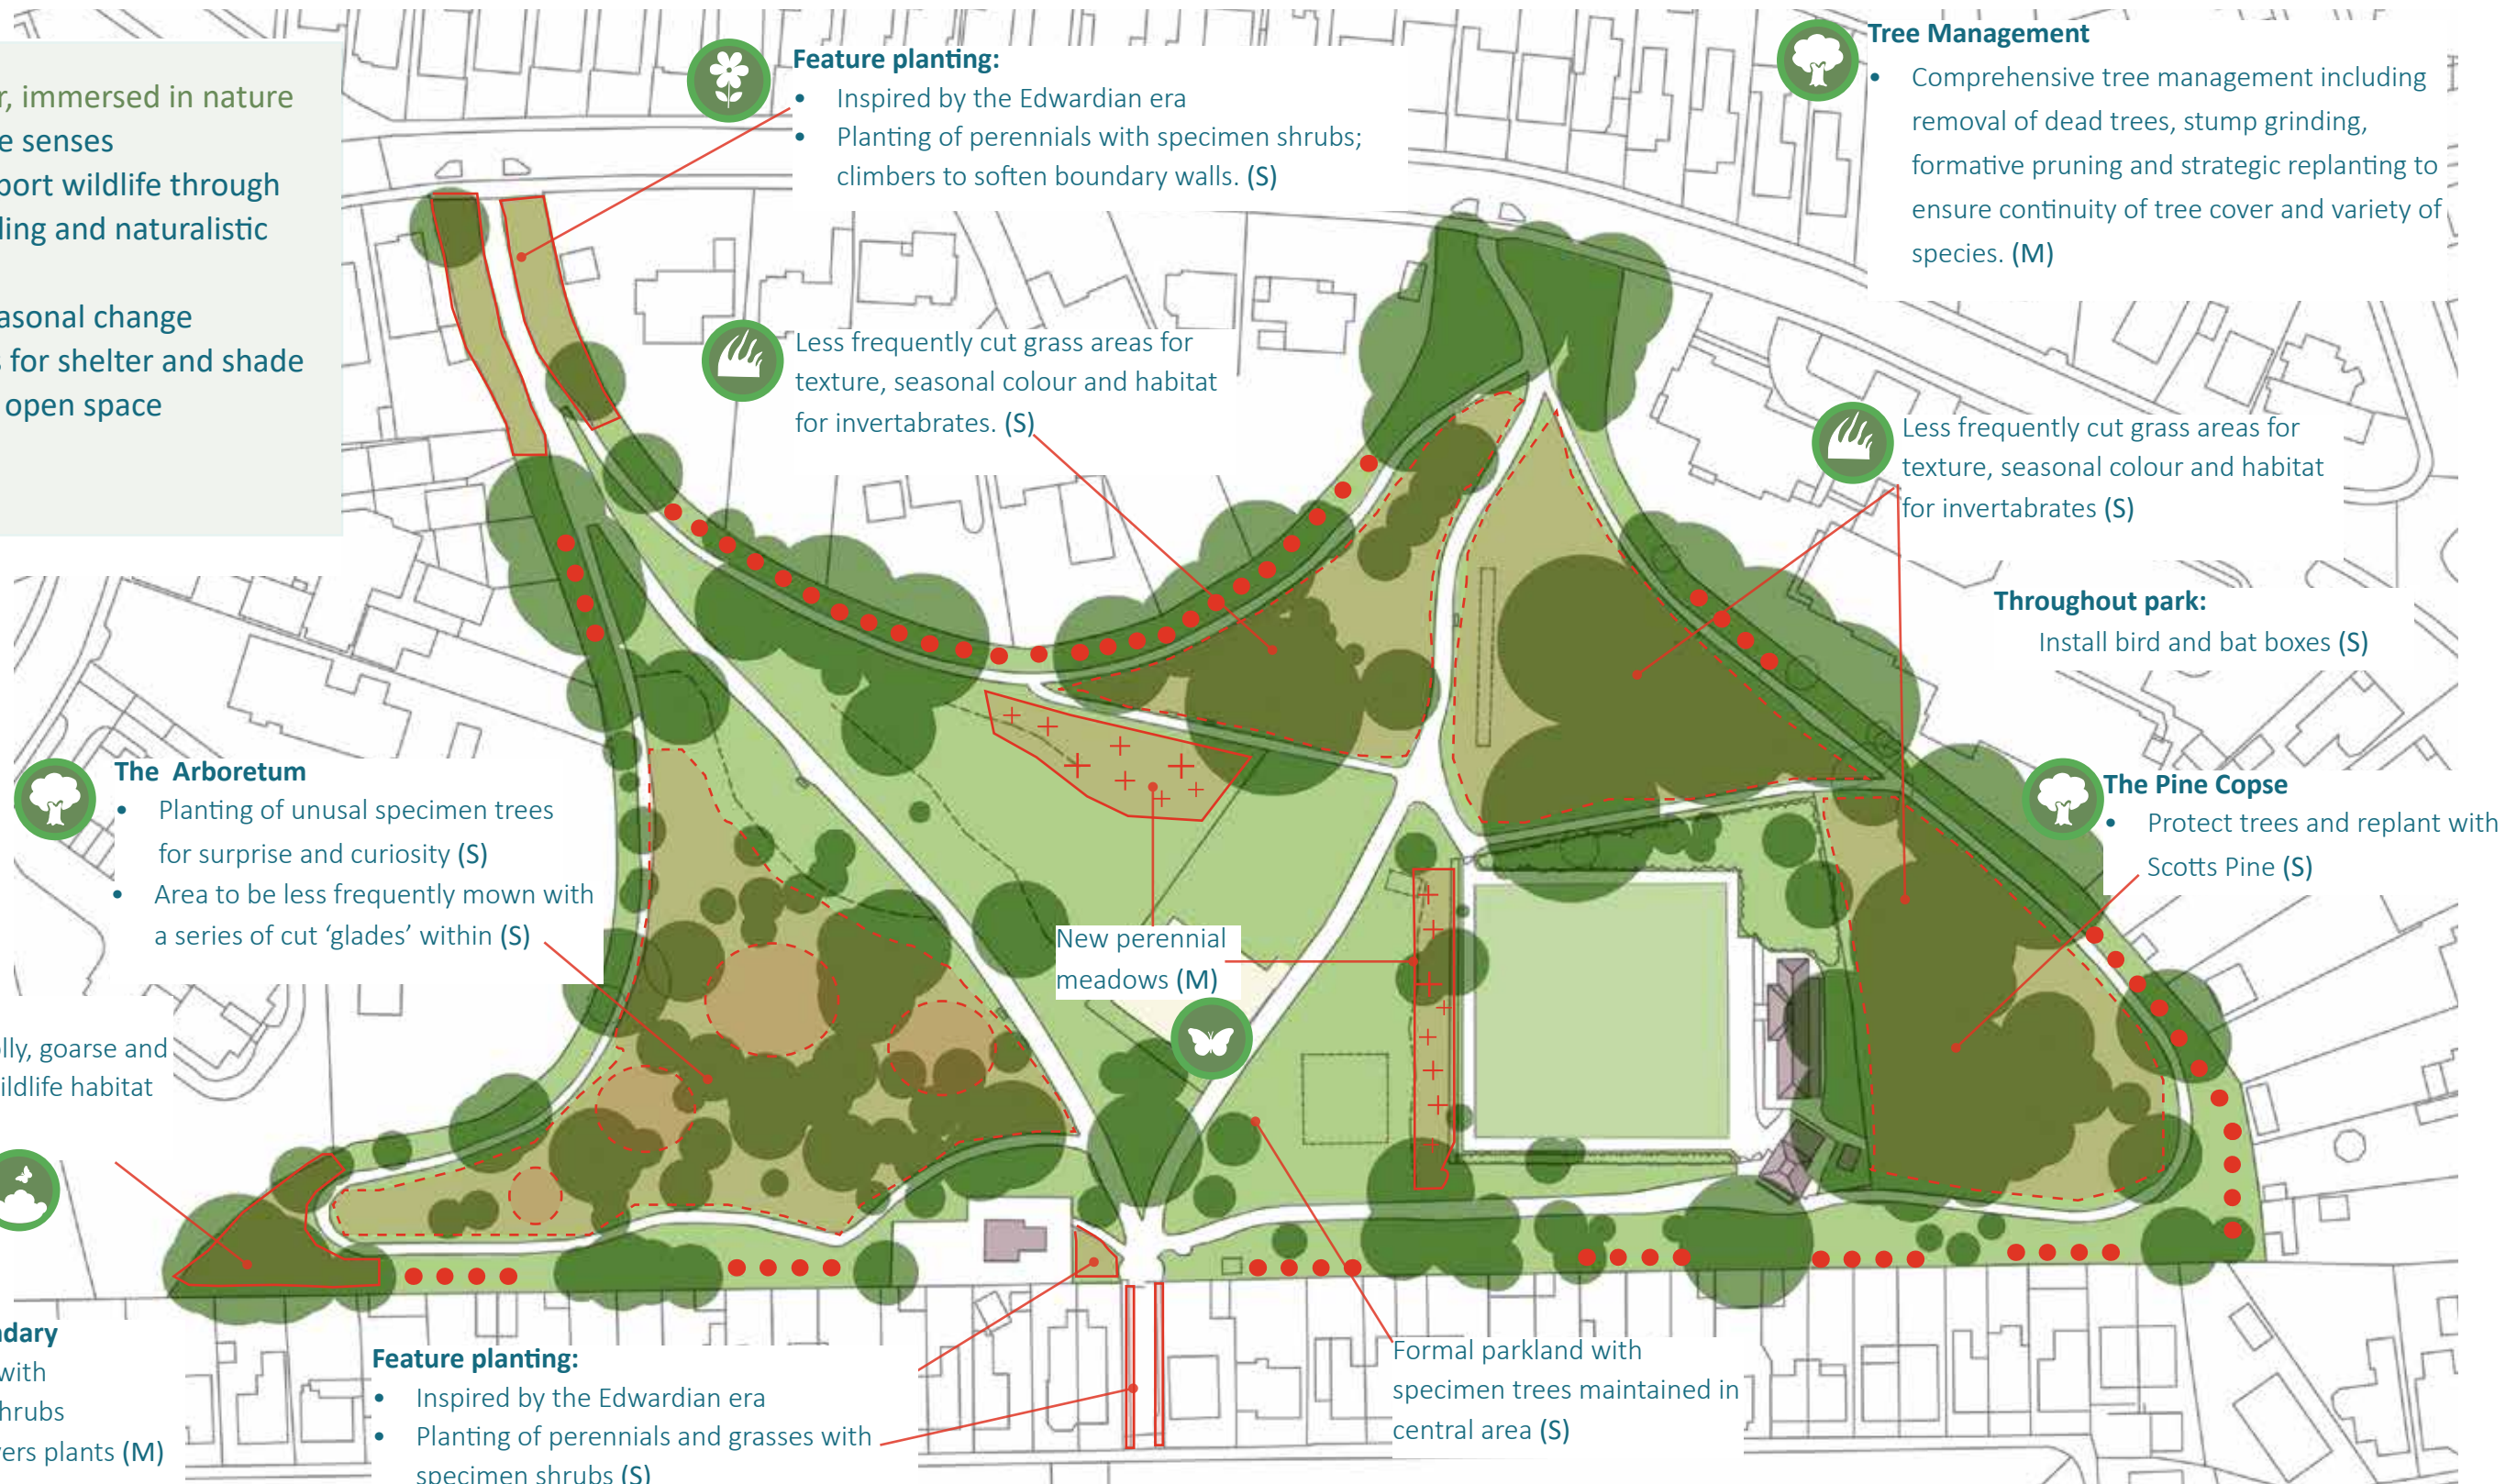 , immersed in nature
e senses
port wildlife through
ling and naturalistic
asonal change
s for shelter and shade
open space
Feature planting:
• Inspired by the Edwardian era
• Planting of perennials with specimen shrubs;
climbers to soften boundary walls. (S)
Tree Management
• Comprehensive tree management including
removal of dead trees, stump grinding,
formative pruning and strategic replanting to
ensure continuity of tree cover and variety of
species. (M)
Less frequently cut grass areas for
texture, seasonal colour and habitat
for invertabrates. (S)
Less frequently cut grass areas for
texture, seasonal colour and habitat
for invertabrates (S)
Throughout park:
Install bird and bat boxes (S)
The Arboretum
• Planting of unusal specimen trees
for surprise and curiosity (S)
• Area to be less frequently mown with
a series of cut ‘glades’ within (S)
The Pine Copse
• Protect trees and replant with
Scotts Pine (S)
New perennial
meadows (M)
lly, goarse and
ildlife habitat
dary
with
hrubs
vers plants (M)
Feature planting:
• Inspired by the Edwardian era
• Planting of perennials and grasses with
specimen shrubs (S)
Formal parkland with
specimen trees maintained in
central area (S)